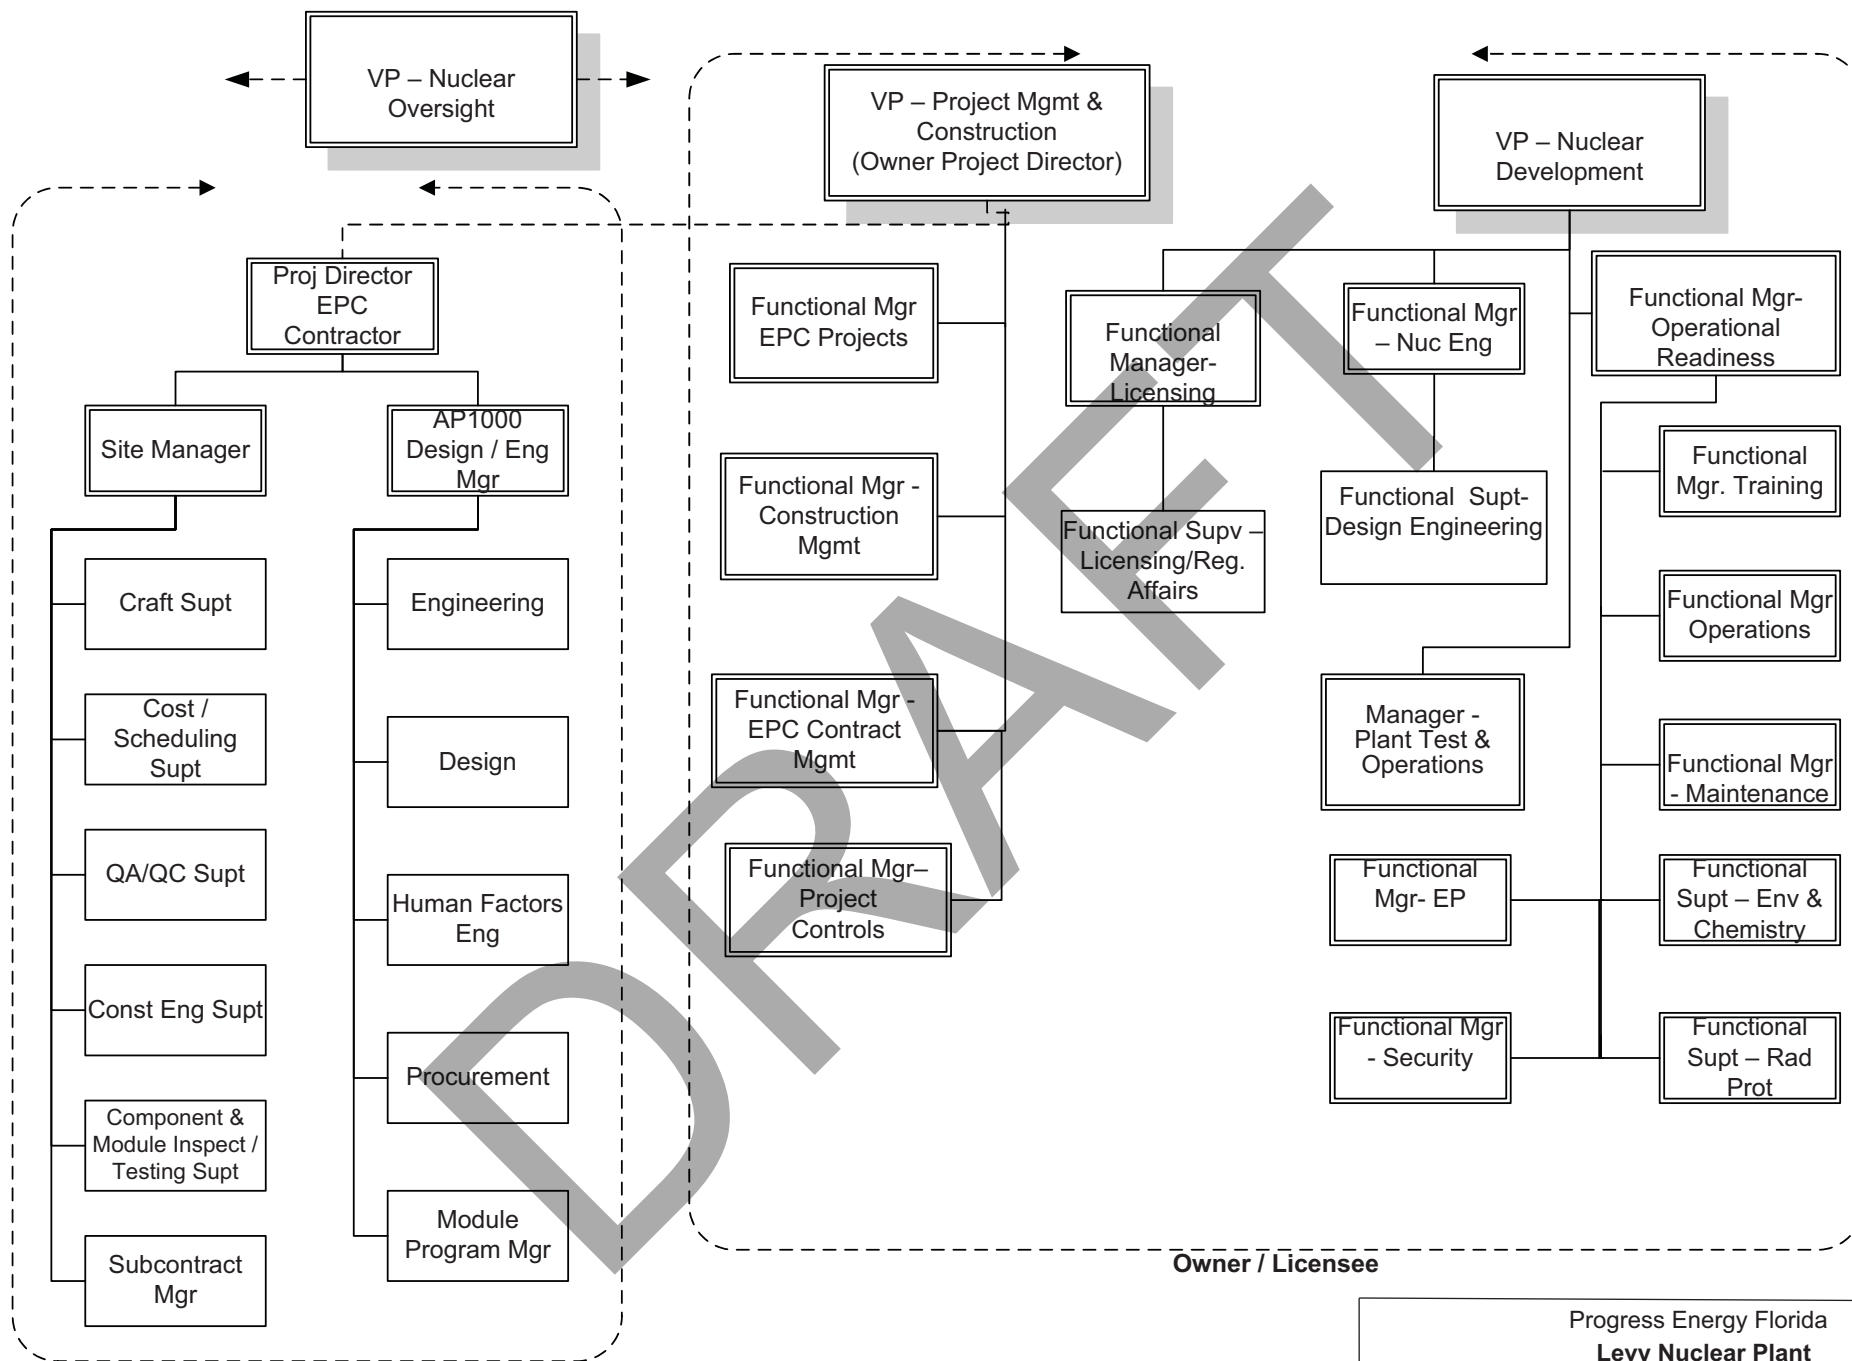 VP – Nuclear
Oversight
VP – Project Mgmt &
Construction
(Owner Project Director)
VP – Nuclear
Development
Proj Director
EPC
Contractor
Site Manager
AP1000
Design / Eng
Mgr
Craft Supt
Cost /
Scheduling
Supt
QA/QC Supt
Const Eng Supt
Component &
Module Inspect /
Testing Supt
Subcontract
Mgr
Engineering
Design
Human Factors
Eng
Procurement
Module
Program Mgr
Functional Mgr
EPC Projects
Functional Mgr -
Construction
Mgmt
Functional Mgr -
EPC Contract
Mgmt
Functional Mgr–
Project
Controls
Functional
Manager-
Licensing
Functional Supv –
Licensing/Reg.
Affairs
Functional Mgr
– Nuc Eng
Functional Supt-
Design Engineering
Manager -
Plant Test &
Operations
Functional Mgr-
Operational
Readiness
Functional
Mgr. Training
Functional Mgr
Operations
Functional Mgr
- Maintenance
Functional
Mgr- EP
Functional
Supt – Env &
Chemistry
Functional Mgr
- Security
Functional
Supt – Rad
Prot
DRAFT
Owner / Licensee
Progress Energy Florida
Levy Nuclear Plant